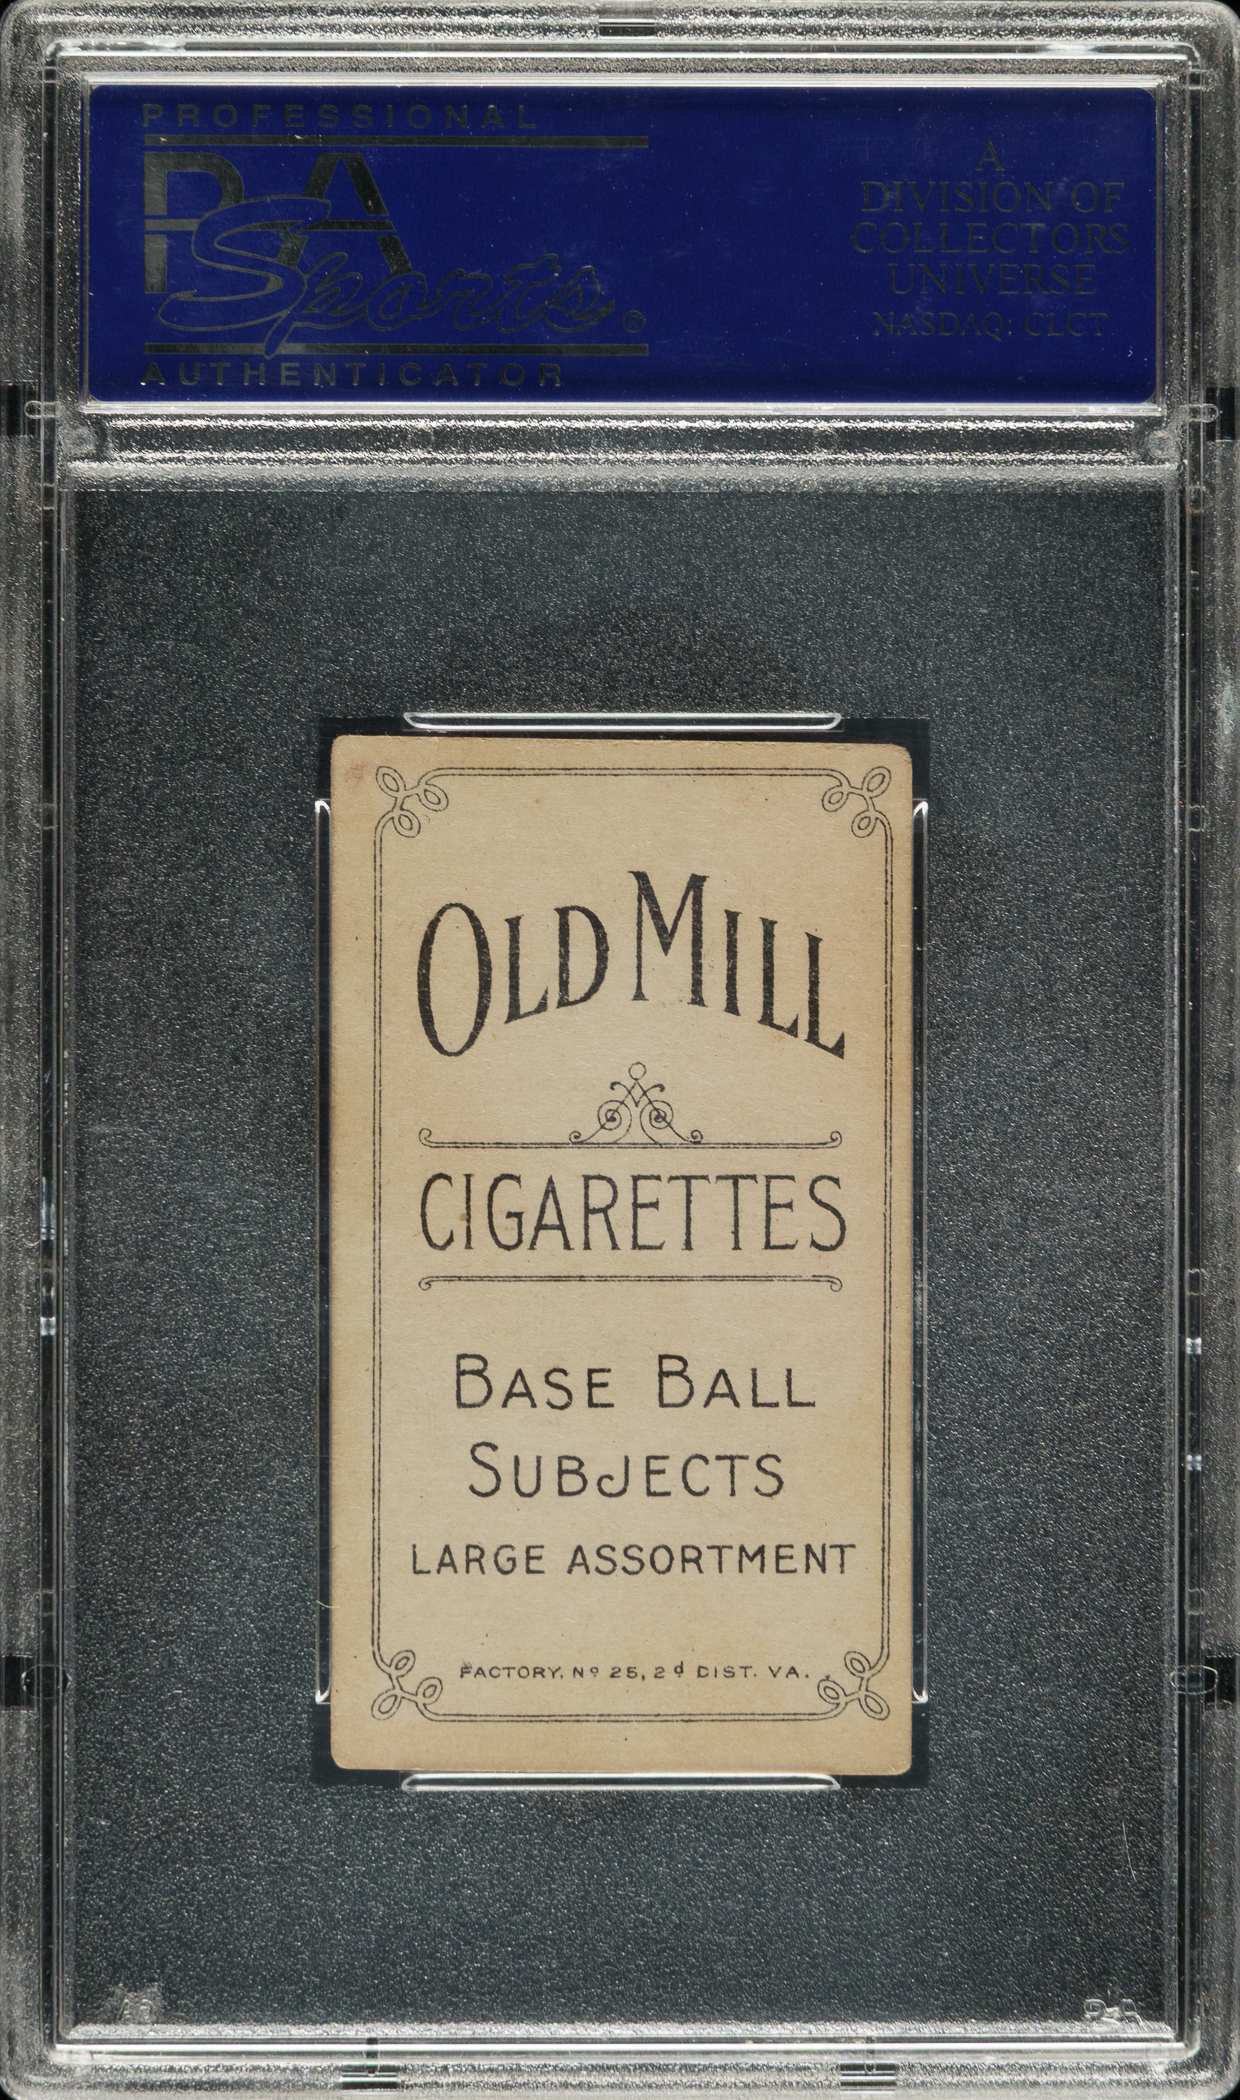 PROFESSIONAL
PSA
Sports®
AUTHENTICATOR
A
DIVISION OF
COLLECTORS
UNIVERSE
NASDAQ: CLCT
OLD MILL
CIGARETTES
BASE BALL
SUBJECTS
LARGE ASSORTMENT
FACTORY, Nº 25, 2d DIST. VA.
PSA